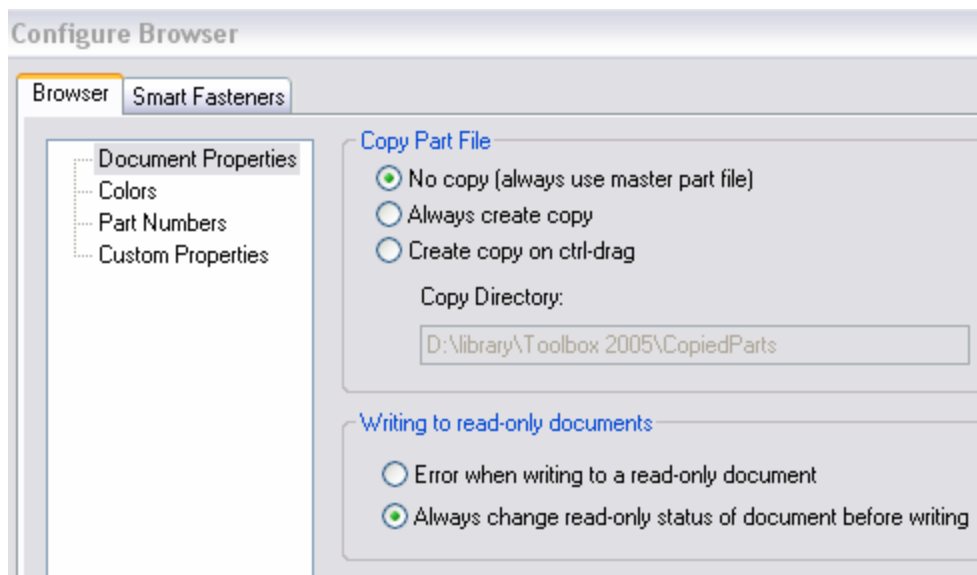 Configure Browser
Browser
Smart Fasteners
Document Properties
Colors
Part Numbers
Custom Properties
Copy Part File
No copy (always use master part file)
Always create copy
Create copy on ctrl-drag
Copy Directory:
D:\library\Toolbox 2005\CopiedParts
Writing to read-only documents
Error when writing to a read-only document
Always change read-only status of document before writing